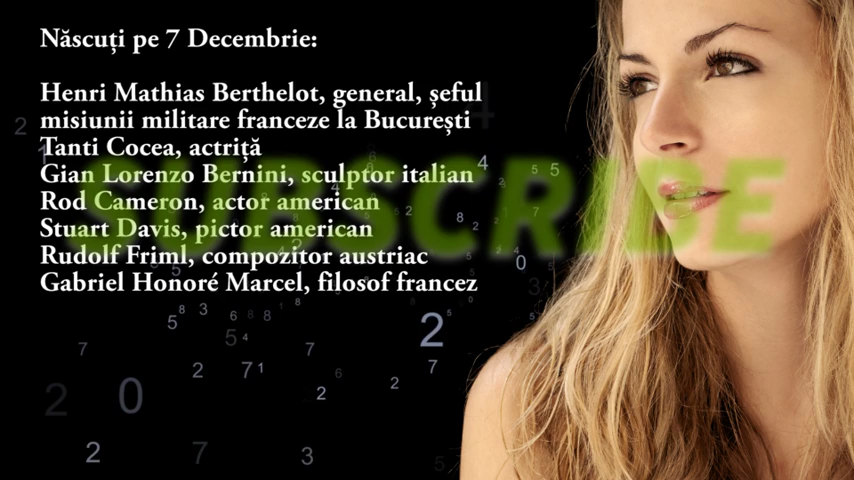 Născuți pe 7 Decembrie:
Henri Mathias Berthelot, general, șeful
misiunii militare franceze la București
Tanti Cocea, actriță
Gian Lorenzo Bernini, sculptor italian
Rod Cameron, actor american
Stuart Davis, pictor american
Rudolf Friml, compozitor austriac
Gabriel Honoré Marcel, filosof francez
SUBSCRIBE